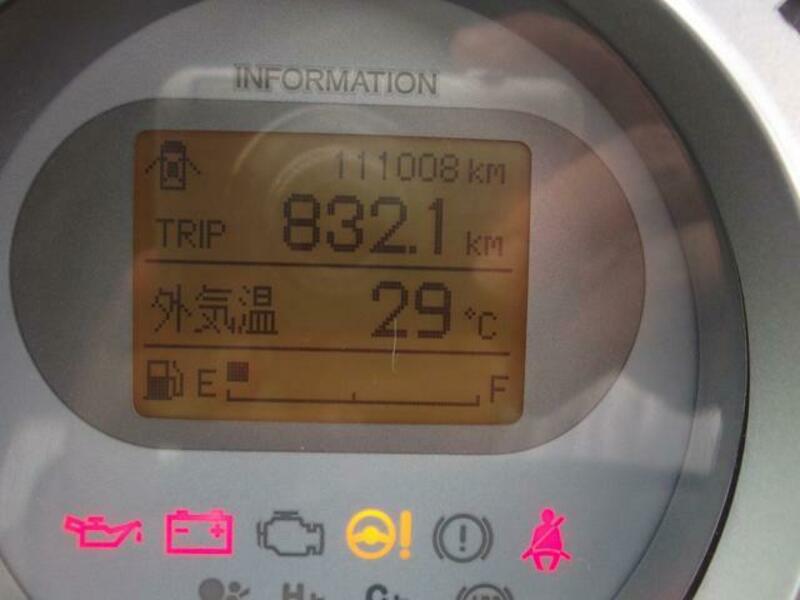 INFORMATION
111008 km
TRIP 832.1 km
外気温 29 °C
E F